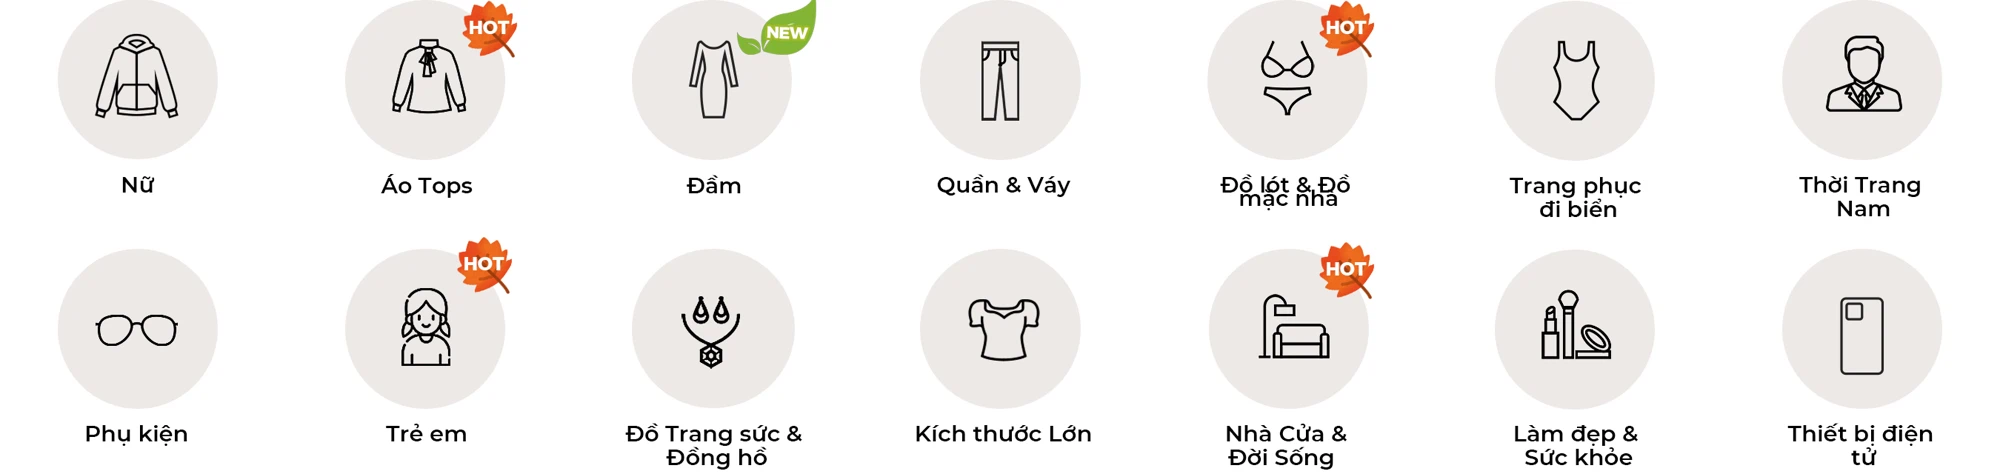 HOT
NEW
HOT
Nữ
Áo Tops
Đầm
Quần & Váy
Đồ lót & Đồ
mặc nhà
Trang phục
đi biển
Thời Trang
Nam
HOT
HOT
Phụ kiện
Trẻ em
Đồ Trang sức &
Đồng hồ
Kích thước Lớn
Nhà Cửa &
Đời Sống
Làm đẹp &
Sức khỏe
Thiết bị điện
tử